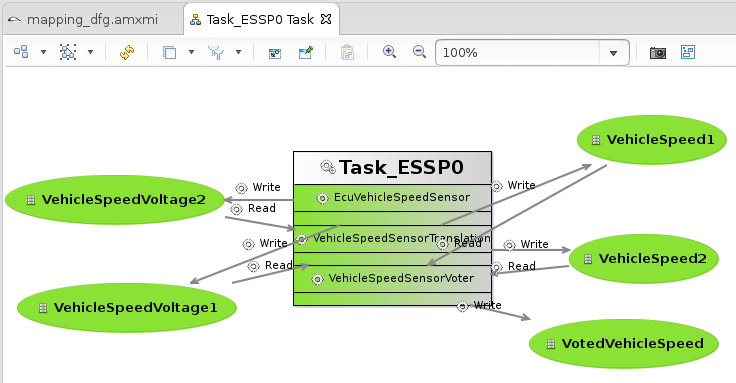 mapping_dfg.amxmi
Task_ESSP0 Task
100%
Task_ESSP0
EcuVehicleSpeedSensor
VehicleSpeedSensorTranslation
VehicleSpeedSensorVoter
VehicleSpeed1
VehicleSpeedVoltage2
Write
Read
Write
Read
Write
Read
Write
Read
VehicleSpeed2
VehicleSpeedVoltage1
Write
VotedVehicleSpeed